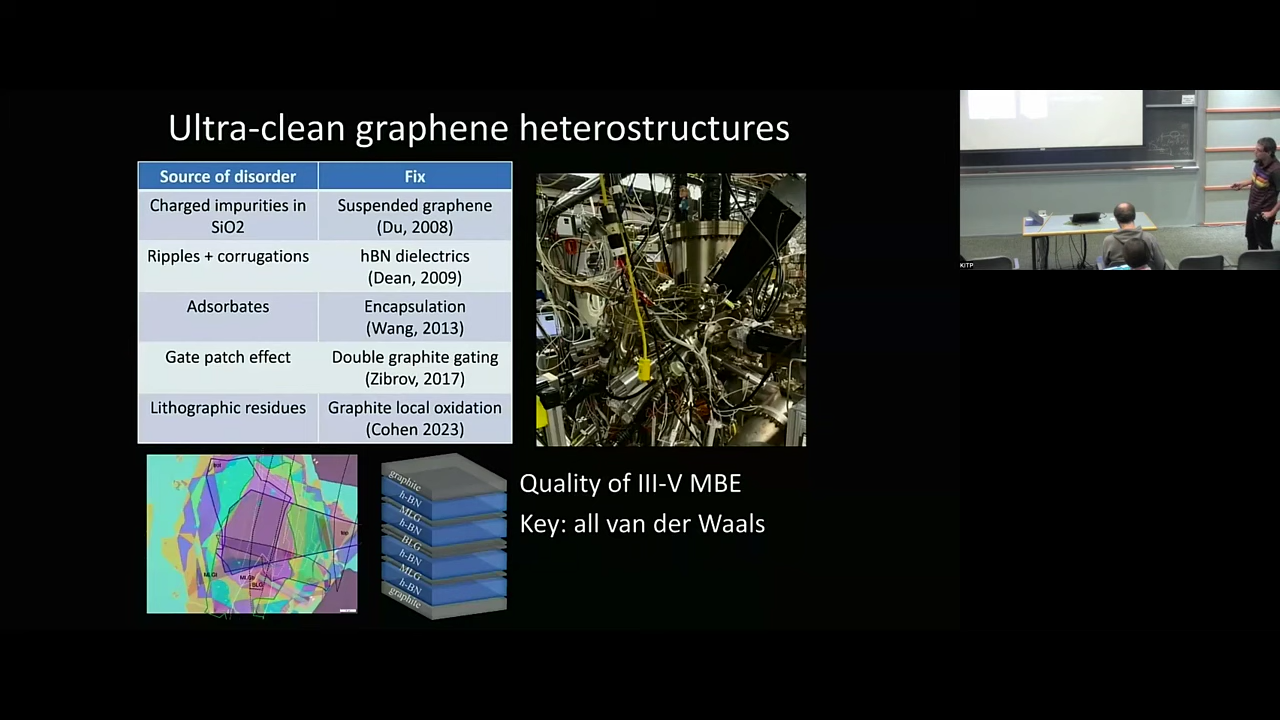 Ultra-clean graphene heterostructures
Source of disorder
Fix
Charged impurities in
SiO2
Suspended graphene
(Du, 2008)
Ripples + corrugations
hBN dielectrics
(Dean, 2009)
Adsorbates
Encapsulation
(Wang, 2013)
Gate patch effect
Double graphite gating
(Zibrov, 2017)
Lithographic residues
Graphite local oxidation
(Cohen 2023)
graphite
h-BN
MLG
h-BN
BLG
h-BN
MLG
h-BN
graphite
Quality of III-V MBE
Key: all van der Waals
KITP